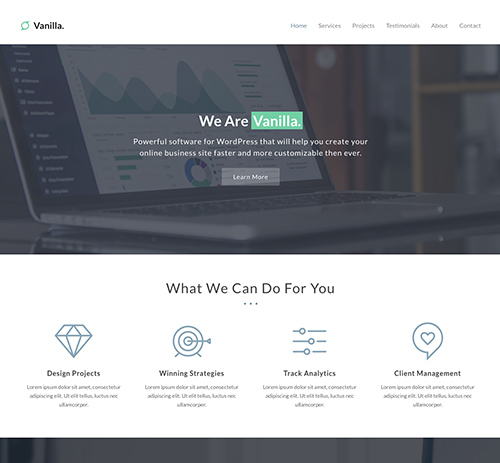 Vanilla.
Home Services Projects Testimonials About Contact
We Are Vanilla.
Powerful software for WordPress that will help you create your
online business site faster and more customizable then ever.
Learn More
What We Can Do For You
Design Projects Winning Strategies Track Analytics Client Management
Lorem ipsum dolor sit amet, consectetur
adipiscing elit. Ut elit tellus, luctus nec
ullamcorper.
Lorem ipsum dolor sit amet, consectetur
adipiscing elit. Ut elit tellus, luctus nec
ullamcorper.
Lorem ipsum dolor sit amet, consectetur
adipiscing elit. Ut elit tellus, luctus nec
ullamcorper.
Lorem ipsum dolor sit amet, consectetur
adipiscing elit. Ut elit tellus, luctus nec
ullamcorper.